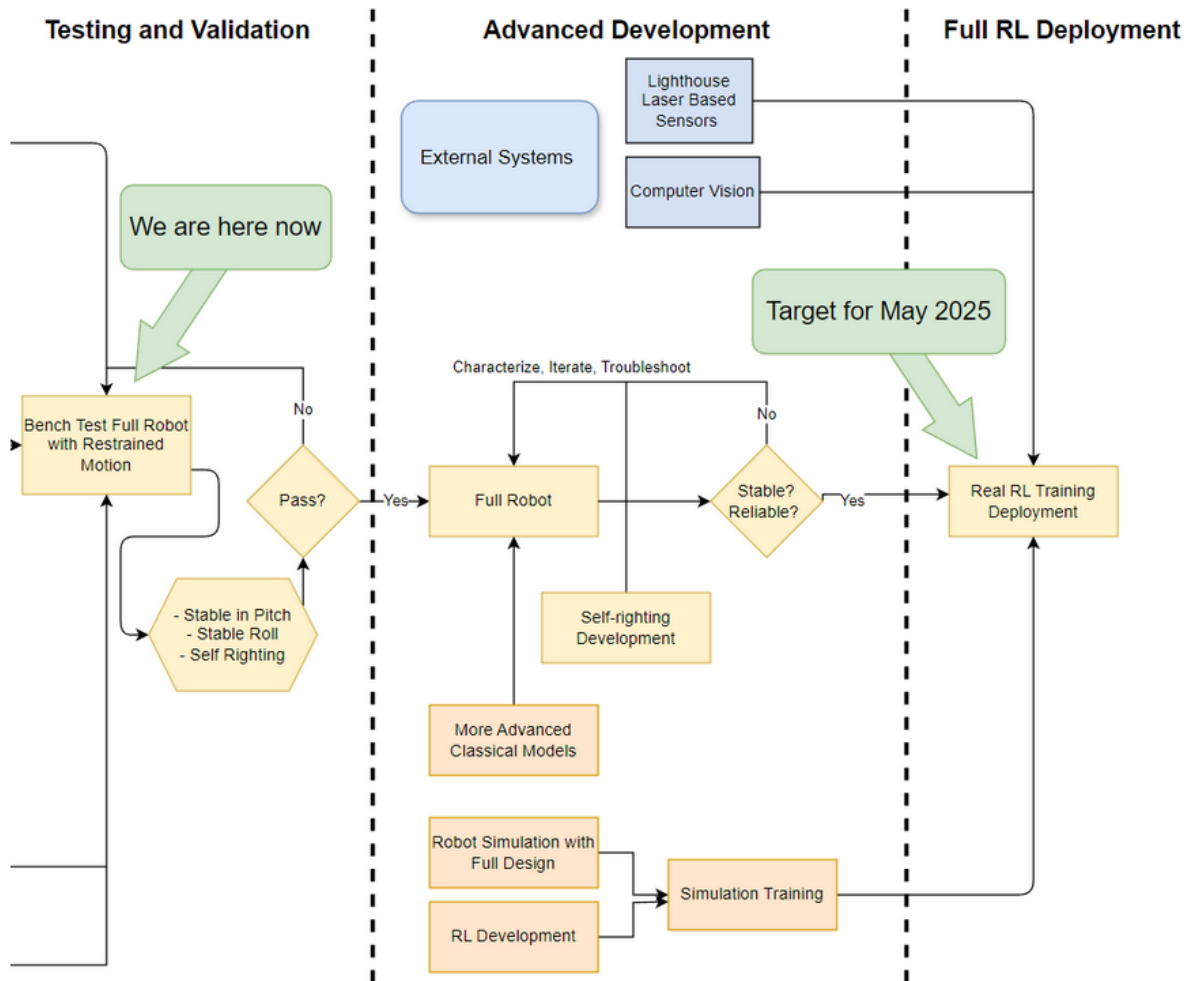 Testing and Validation
Advanced Development
Full RL Deployment
Lighthouse
Laser Based
Sensors
External Systems
Computer Vision
We are here now
Target for May 2025
Characterize, Iterate, Troubleshoot
No
No
Bench Test Full Robot
with Restrained
Motion
Pass?
Yes
Full Robot
Stable?
Reliable?
Yes
Real RL Training
Deployment
- Stable in Pitch
- Stable Roll
- Self Righting
Self-righting
Development
More Advanced
Classical Models
Robot Simulation with
Full Design
Simulation Training
RL Development